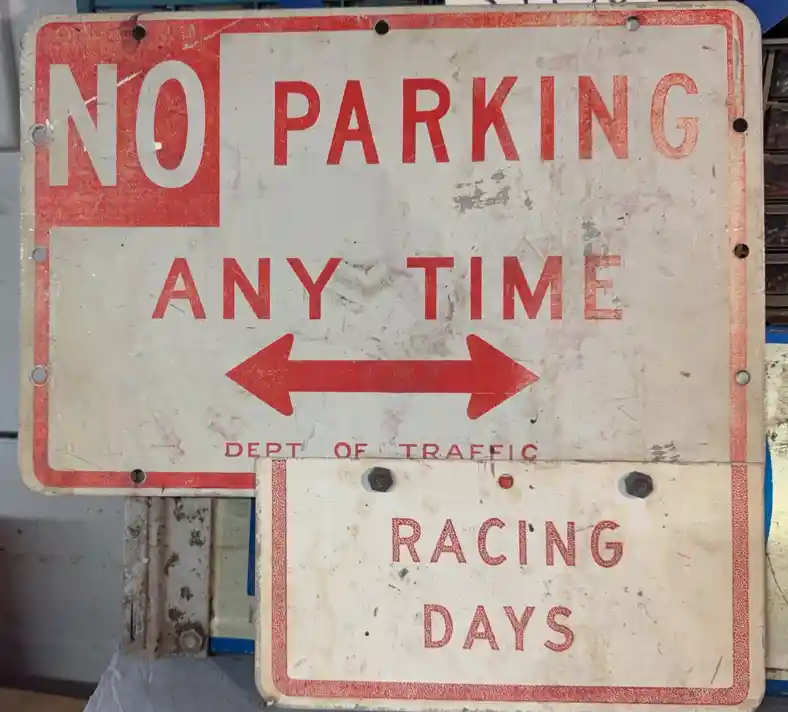 NO PARKING
ANY TIME
DEPT OF TRAFFIC
RACING
DAYS